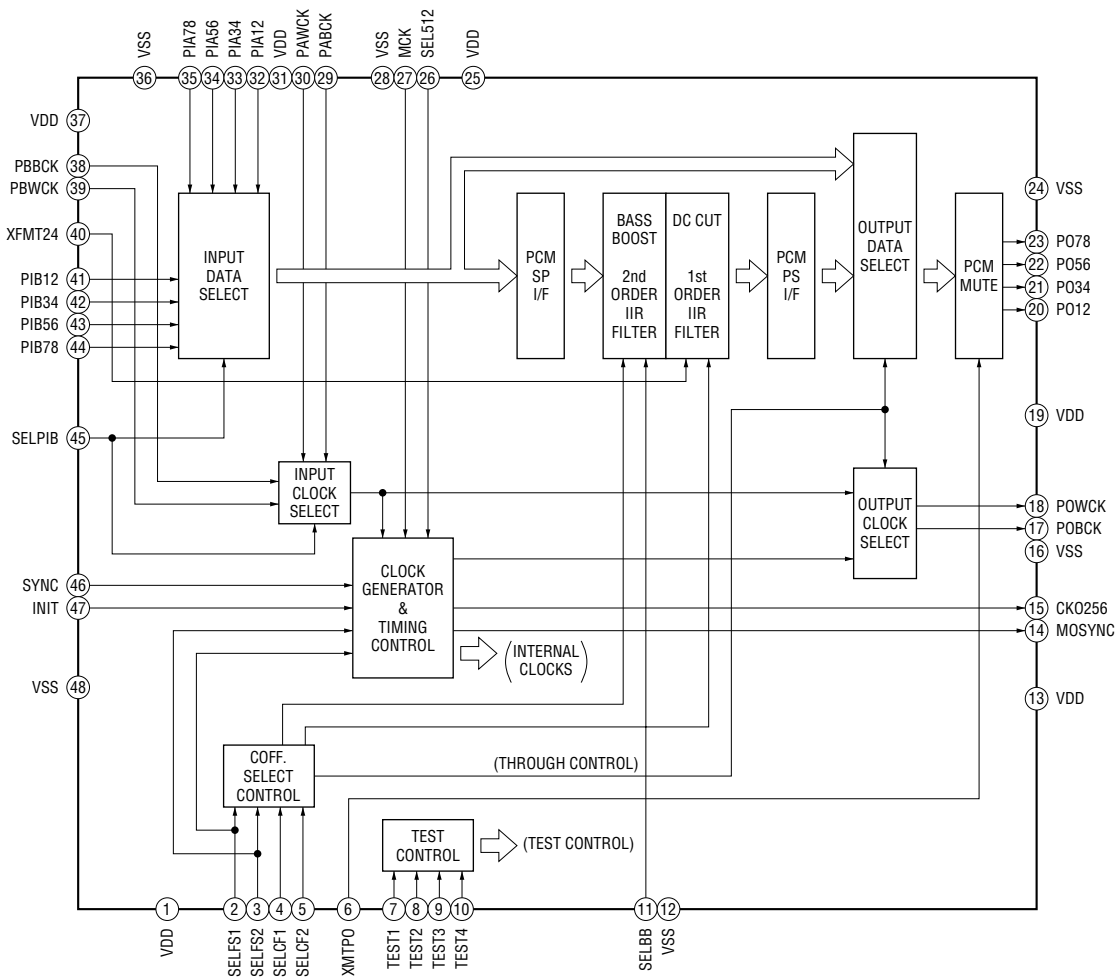 VSS
PIA78
PIA56
PIA34
PIA12
VDD
PAWCK
PABCK
VSS
MCK
SEL512
VDD
36
35
34
33
32
31
30
29
28
27
26
25
VDD 37
PBBCK 38
PBWCK 39
XFMT24 40
PIB12 41
PIB34 42
PIB56 43
PIB78 44
SELPIB 45
SYNC 46
INIT 47
VSS 48
INPUT
DATA
SELECT
PCM
SP
I/F
BASS
BOOST
2nd
ORDER
IIR
FILTER
DC CUT
1st
ORDER
IIR
FILTER
PCM
PS
I/F
OUTPUT
DATA
SELECT
PCM
MUTE
24 VSS
23 PO78
22 PO56
21 PO34
20 PO12
19 VDD
18 POWCK
17 POBCK
16 VSS
15 CKO256
14 MOSYNC
13 VDD
INPUT
CLOCK
SELECT
OUTPUT
CLOCK
SELECT
CLOCK
GENERATOR
&
TIMING
CONTROL
(INTERNAL
CLOCKS)
COFF.
SELECT
CONTROL
(THROUGH CONTROL)
TEST
CONTROL
(TEST CONTROL)
1
2
3
4
5
6
7
8
9
10
11
12
VDD
SELFS1
SELFS2
SELCF1
SELCF2
XMTPO
TEST1
TEST2
TEST3
TEST4
SELBB
VSS